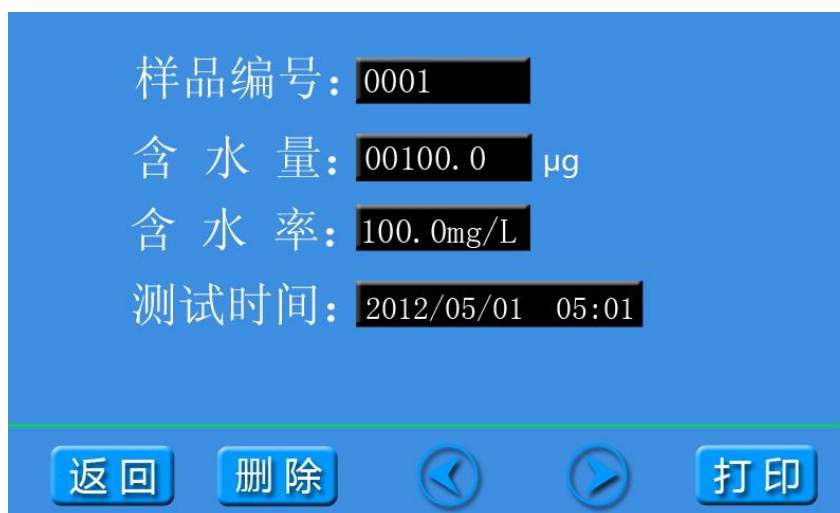 样品编号：0001
含 水 量：00100.0 μg
含 水 率：100.0mg/L
测试时间：2012/05/01 05:01
返回 删除 打印